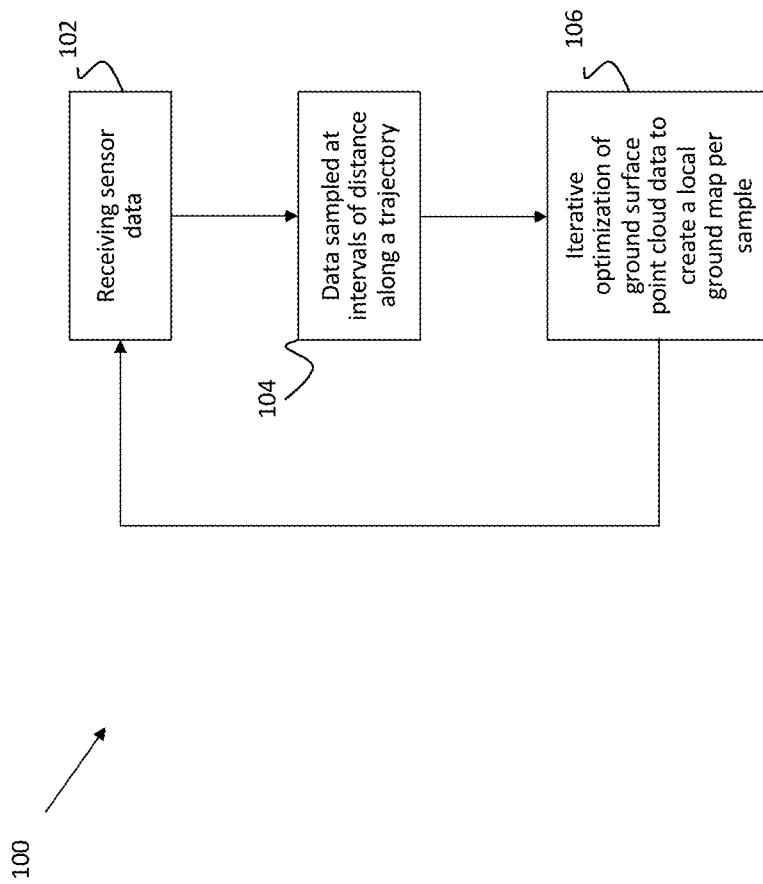 100
102
Receiving sensor
data
104
Data sampled at
intervals of distance
along a trajectory
106
Iterative
optimization of
ground surface
point cloud data to
create a local
ground map per
sample